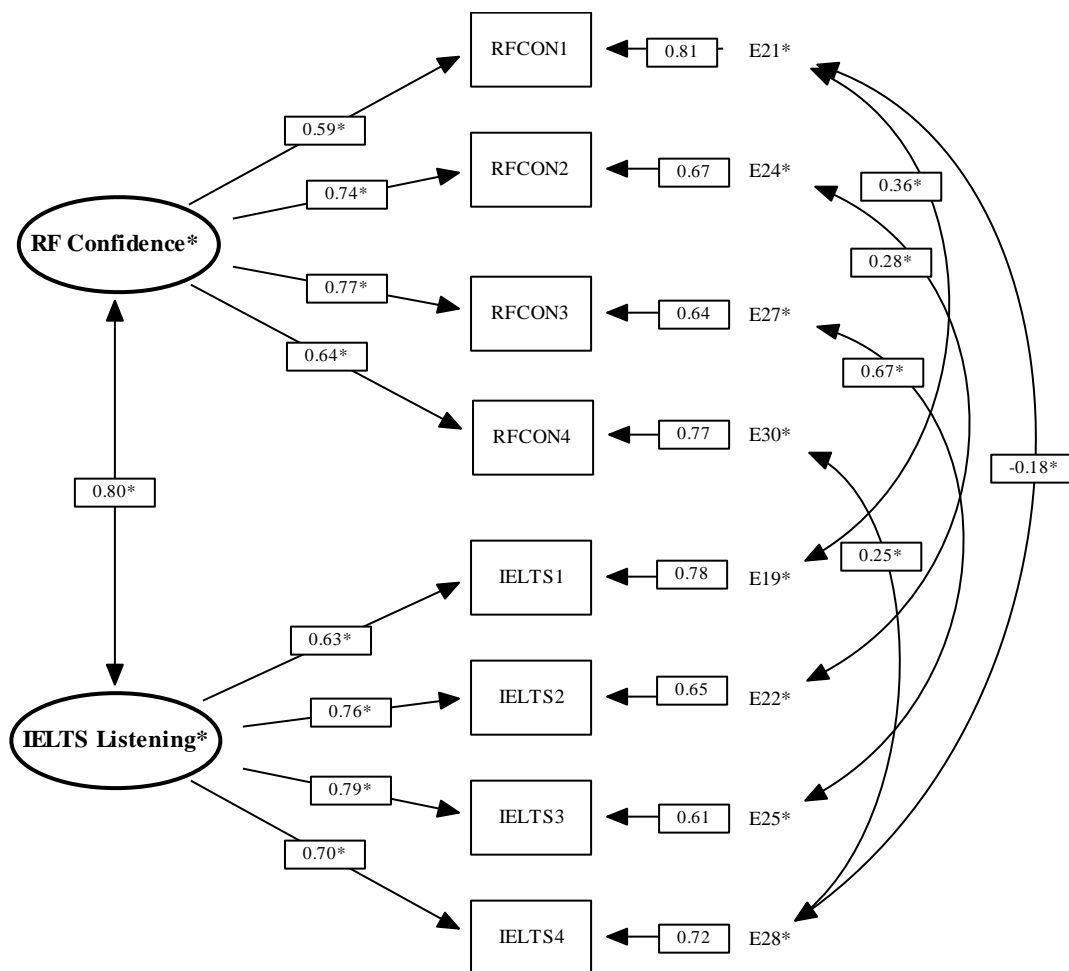 RFCON1
0.81
E21*
0.59*
RFCON2
0.67
E24*
0.74*
0.36*
RF Confidence*
0.28*
0.77*
RFCON3
0.64
E27*
0.64*
0.67*
RFCON4
0.77
E30*
-0.18*
0.80*
0.25*
IELTS1
0.78
E19*
0.63*
IELTS2
0.65
E22*
0.76*
IELTS Listening*
0.79*
IELTS3
0.61
E25*
0.70*
IELTS4
0.72
E28*